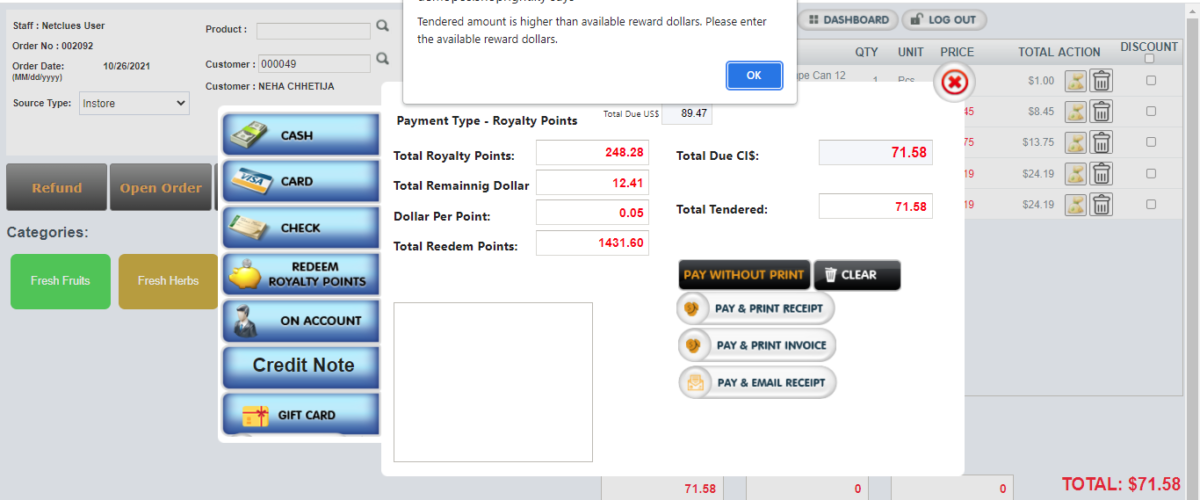 Tendered amount is higher than available reward dollars. Please enter
the available reward dollars.
OK
DASHBOARD
LOG OUT
Staff : Netclues User
Order No : 002092
Order Date: 10/26/2021
(MM/dd/yyyy)
Source Type: Instore
Product :
Customer : 000049
Customer : NEHA CHHETIJA
QTY UNIT PRICE TOTAL ACTION DISCOUNT
Can 12 1 Pcs $1.00
45 $8.45
75 $13.75
19 $24.19
19 $24.19
Refund
Open Order
Categories:
Fresh Fruits
Fresh Herbs
CASH
CARD
VISA
CHECK
REDEEM
ROYALTY POINTS
ON ACCOUNT
Credit Note
GIFT CARD
Payment Type - Royalty Points
Total Due US$ 89.47
Total Royalty Points: 248.28
Total Remainnig Dollar 12.41
Dollar Per Point: 0.05
Total Reedem Points: 1431.60
Total Due CI$: 71.58
Total Tendered: 71.58
PAY WITHOUT PRINT
CLEAR
PAY & PRINT RECEIPT
PAY & PRINT INVOICE
PAY & EMAIL RECEIPT
71.58 0 0
TOTAL: $71.58